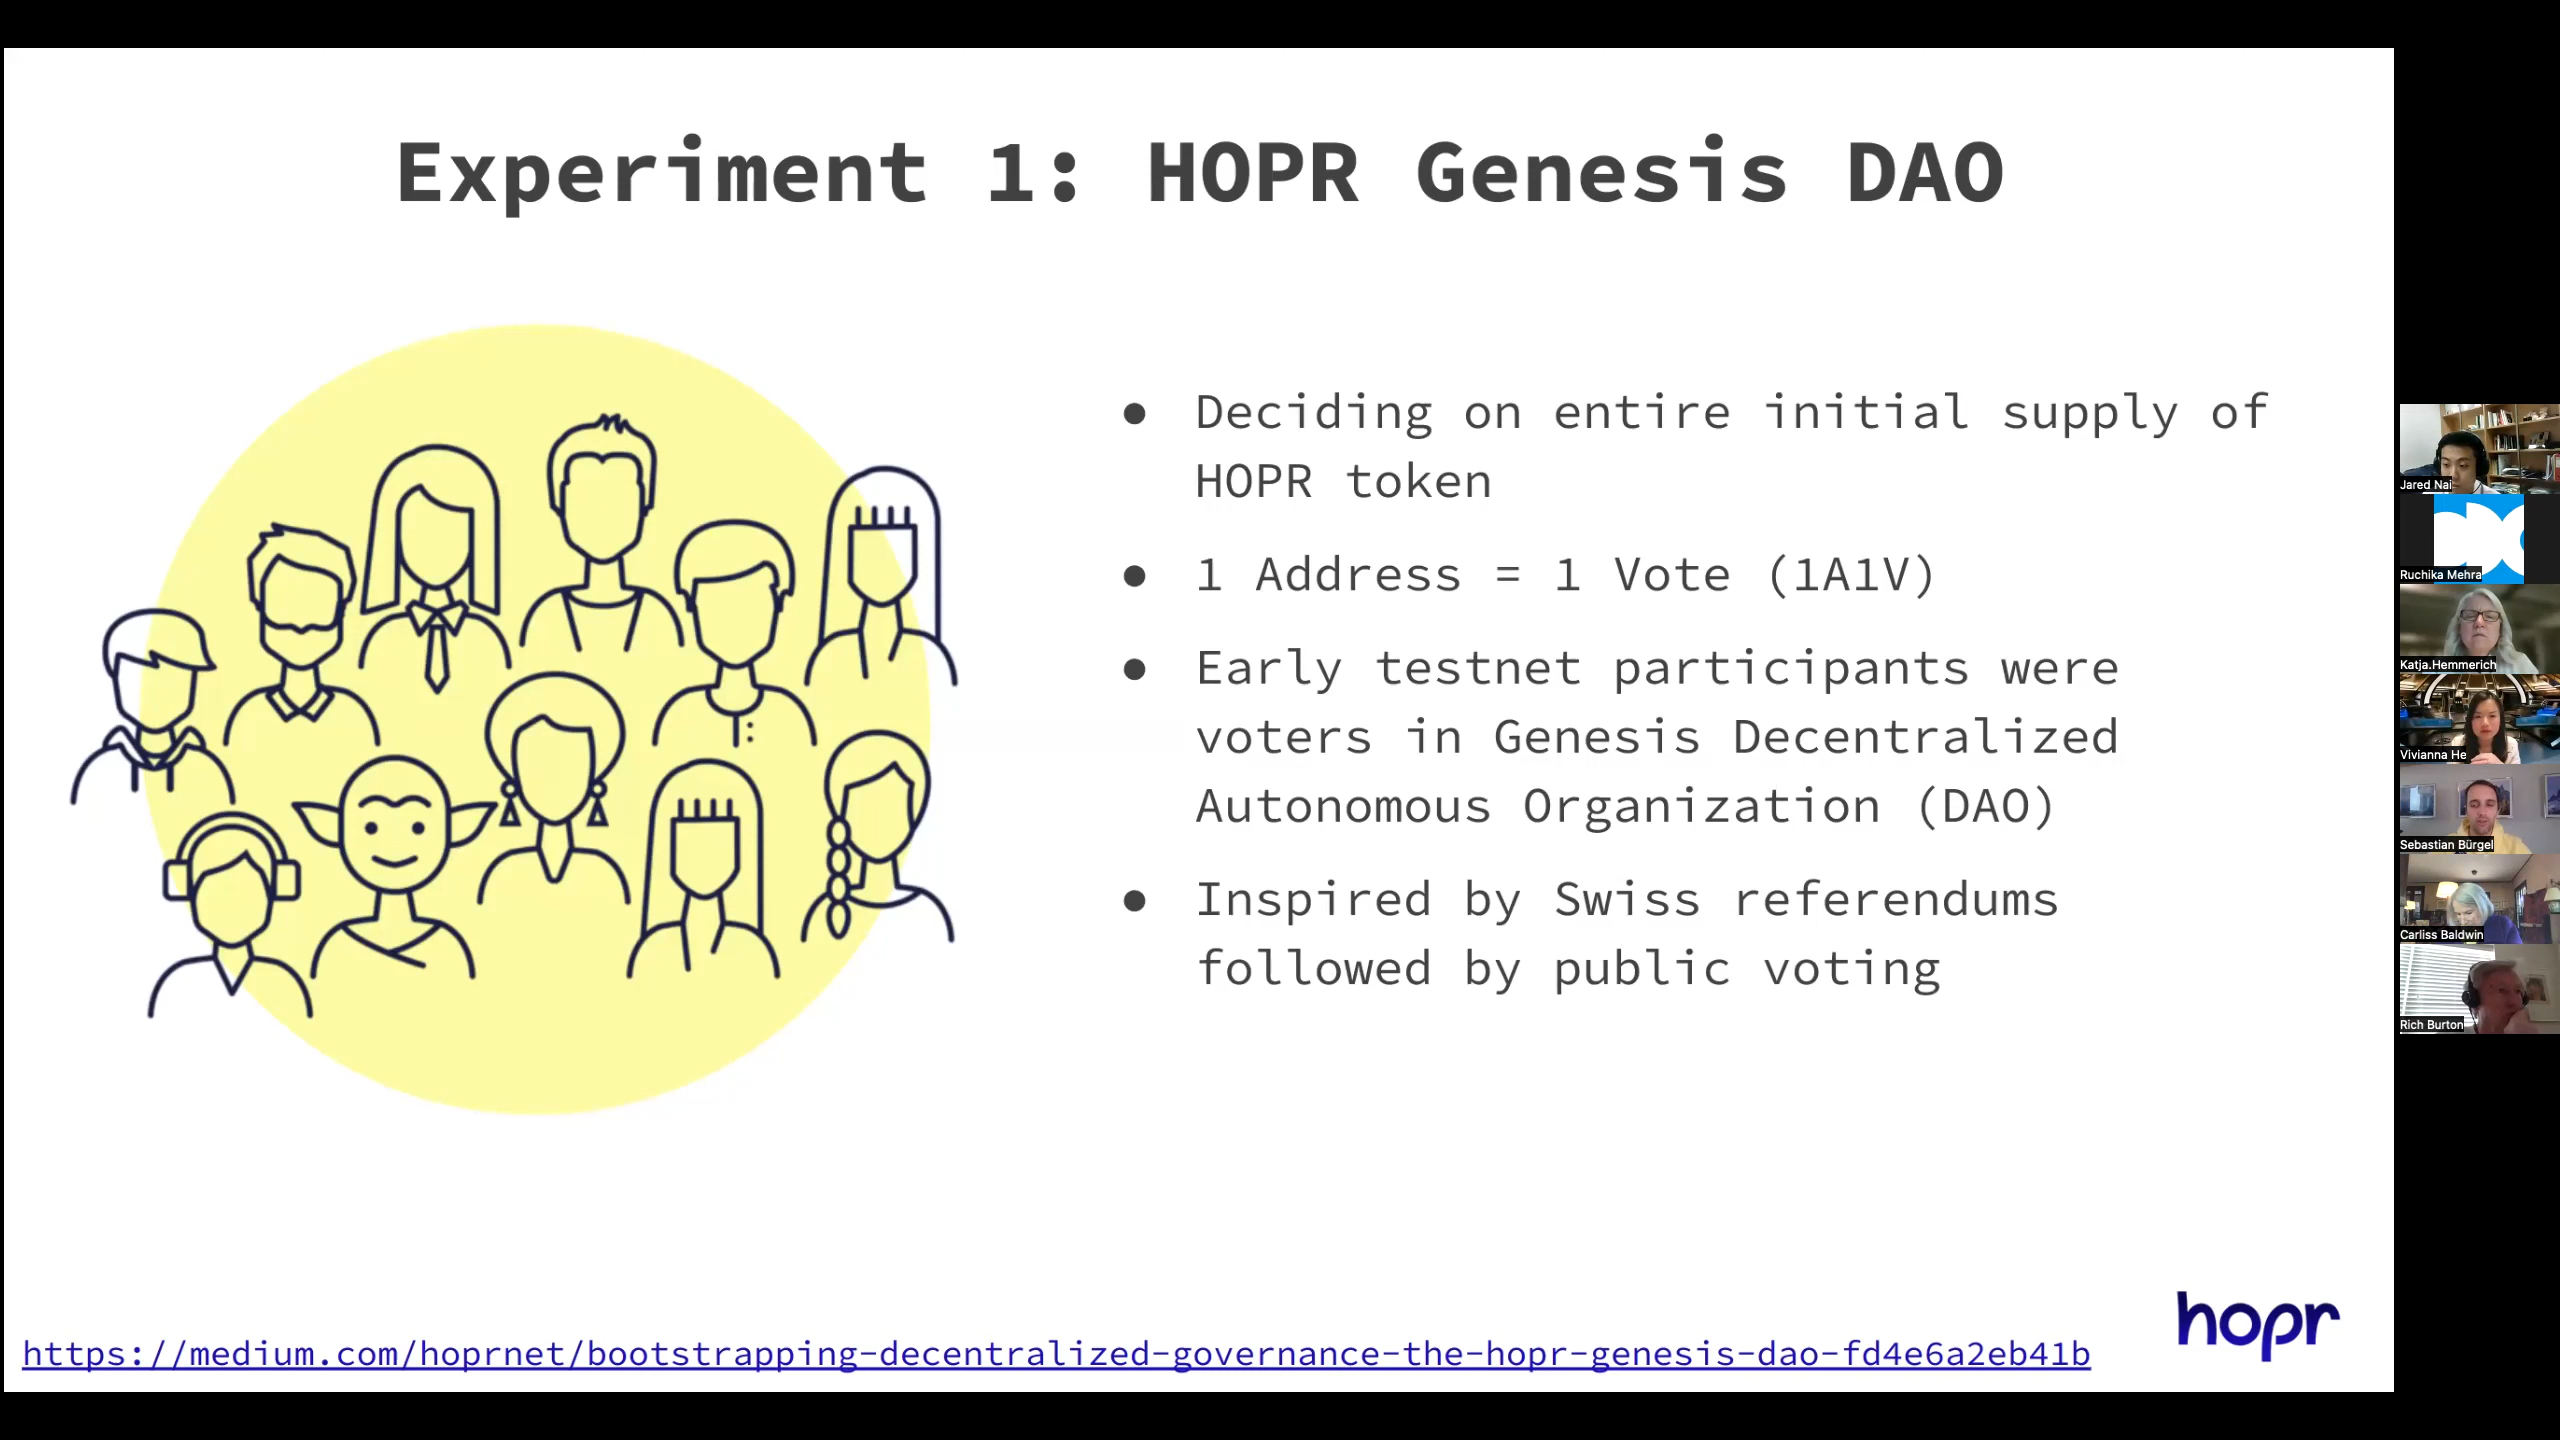 Experiment 1: HOPR Genesis DAO
● Deciding on entire initial supply of
HOPR token
● 1 Address = 1 Vote (1A1V)
● Early testnet participants were
voters in Genesis Decentralized
Autonomous Organization (DAO)
● Inspired by Swiss referendums
followed by public voting
https://medium.com/hoprnet/bootstrapping-decentralized-governance-the-hopr-genesis-dao-fd4e6a2eb41b
hopr
Jared Nai
Ruchika Mehra
Katja.Hemmerich
Vivianna He
Sebastian Bürgel
Carliss Baldwin
Rich Burton